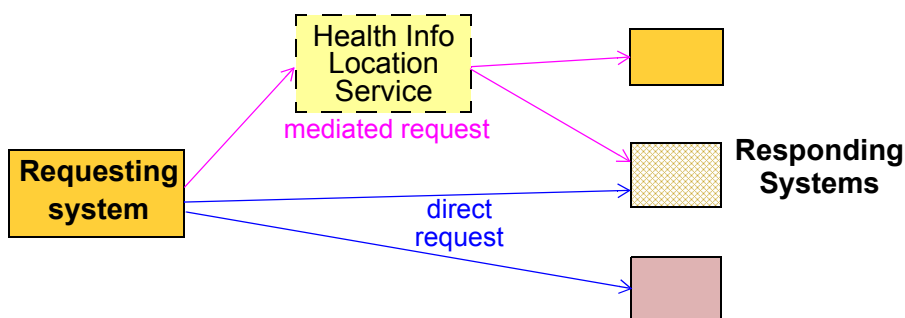 Health Info
Location
Service
mediated request
Requesting
system
direct
request
Responding
Systems